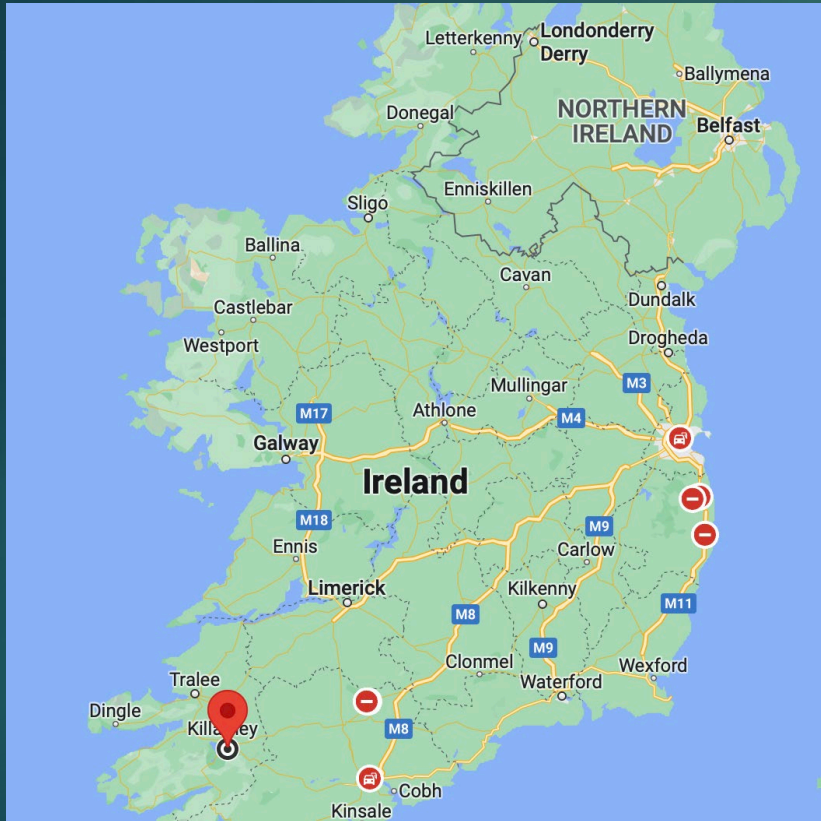 Letterkenny
Londonderry
Derry
Ballymena
NORTHERN
IRELAND
Donegal
Belfast
Enniskillen
Sligo
Ballina
Cavan
Dundalk
Castlebar
Drogheda
Westport
M3
Mullingar
M17
Athlone
M4
Galway
Ireland
M18
M9
Ennis
Carlow
Limerick
Kilkenny
M11
M8
M9
Clonmel
Wexford
Tralee
Waterford
Dingle
M8
Cobh
Kinsale